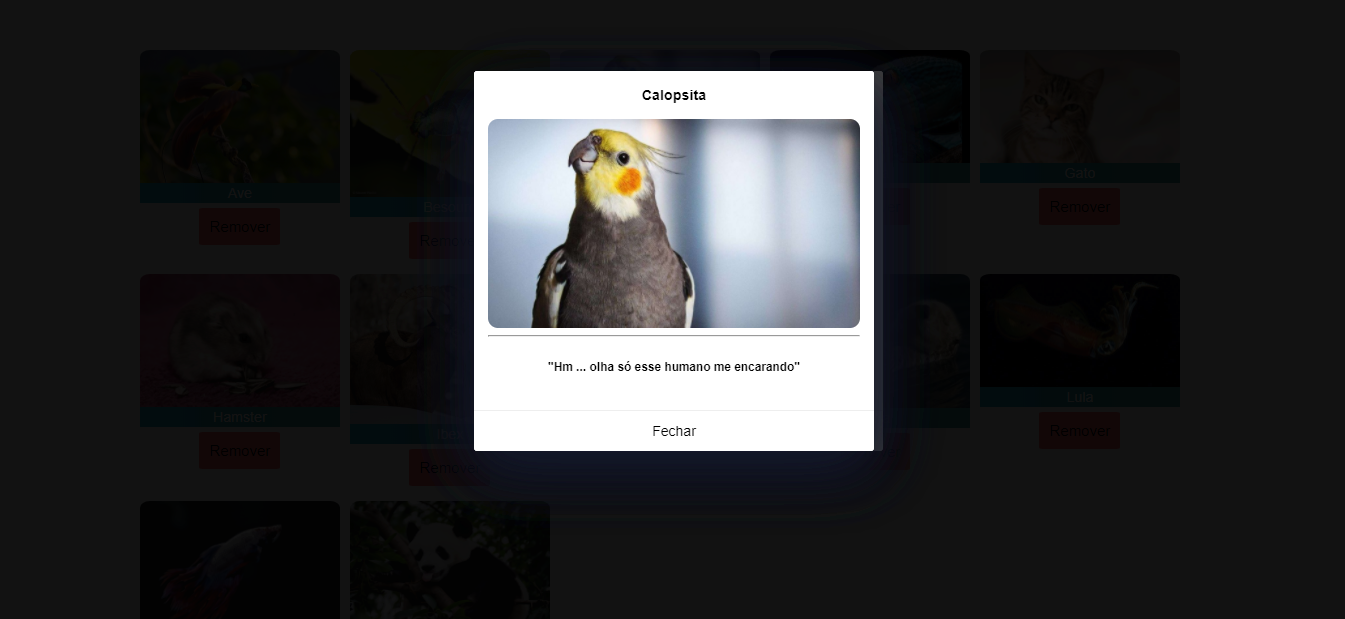 Calopsita
"Hm ... olha só esse humano me encarando"
Fechar
Ave
Gato
Remover
Remover
Hamster
Lula
Remover
Remover